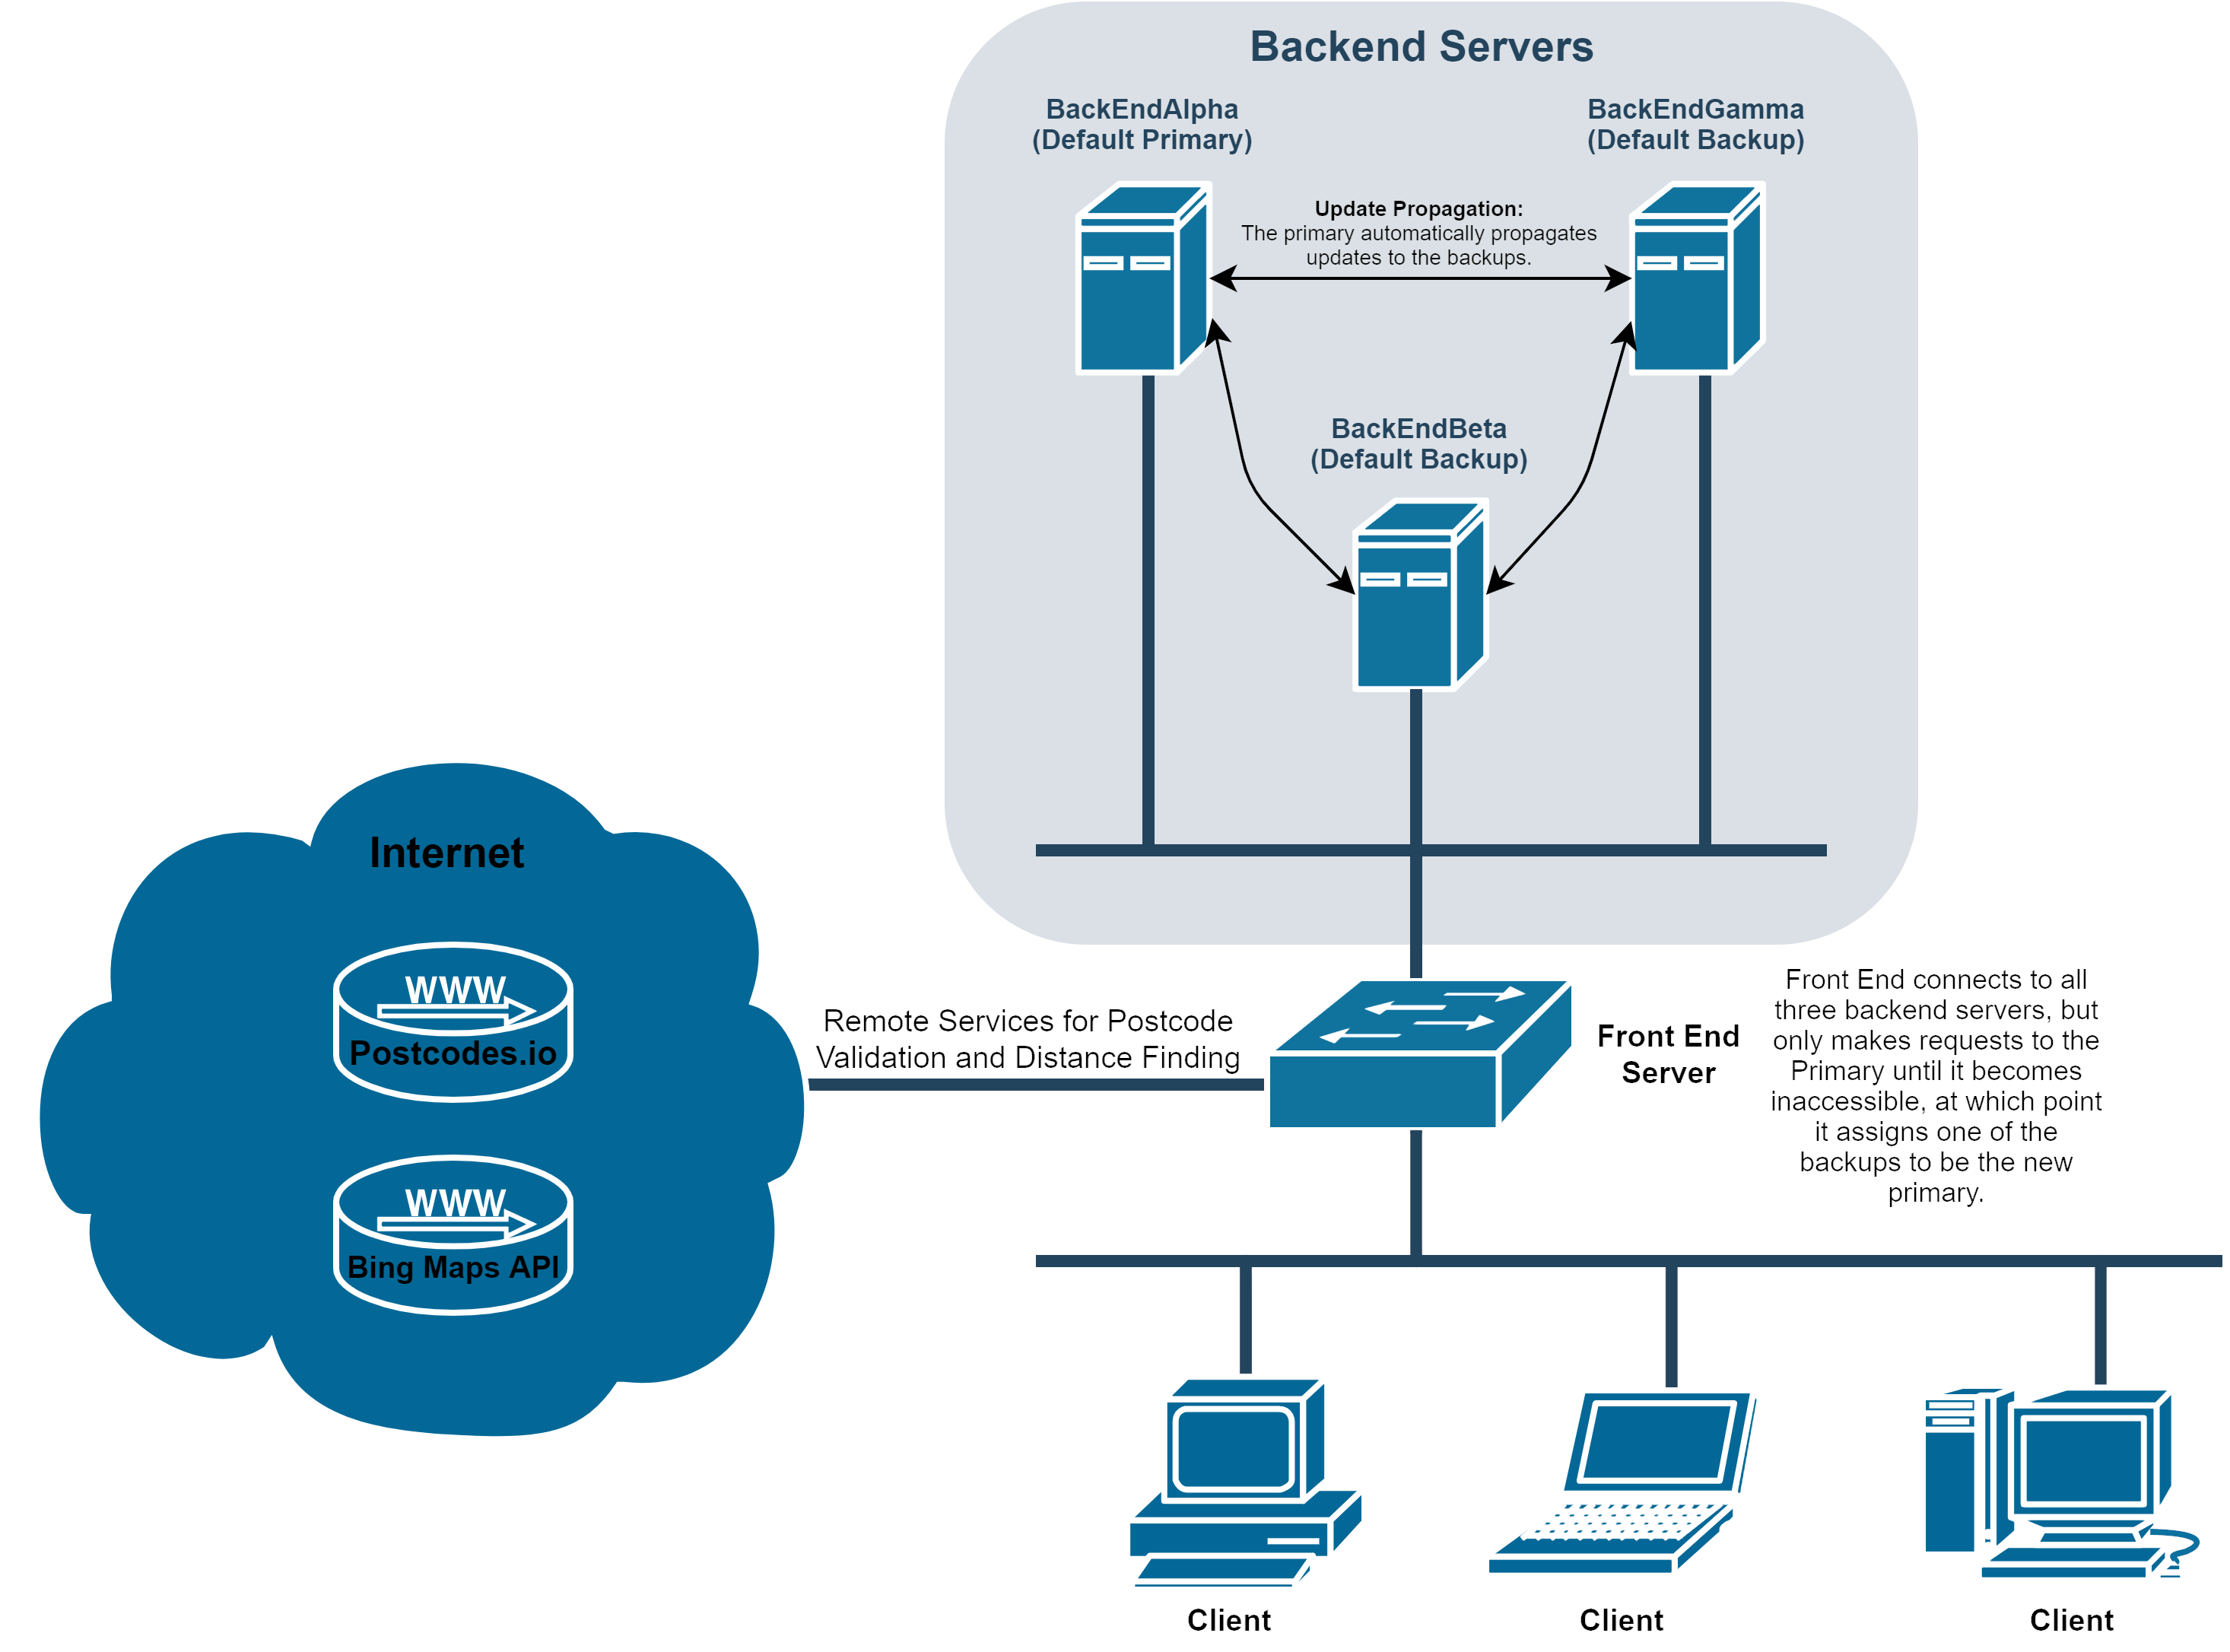 Backend Servers
BackEndAlpha
(Default Primary)
BackEndGamma
(Default Backup)
Update Propagation:
The primary automatically propagates
updates to the backups.
BackEndBeta
(Default Backup)
Internet
WWW
Postcodes.io
WWW
Bing Maps API
Remote Services for Postcode
Validation and Distance Finding
Front End
Server
Front End connects to all
three backend servers, but
only makes requests to the
Primary until it becomes
inaccessible, at which point
it assigns one of the
backups to be the new
primary.
Client
Client
Client